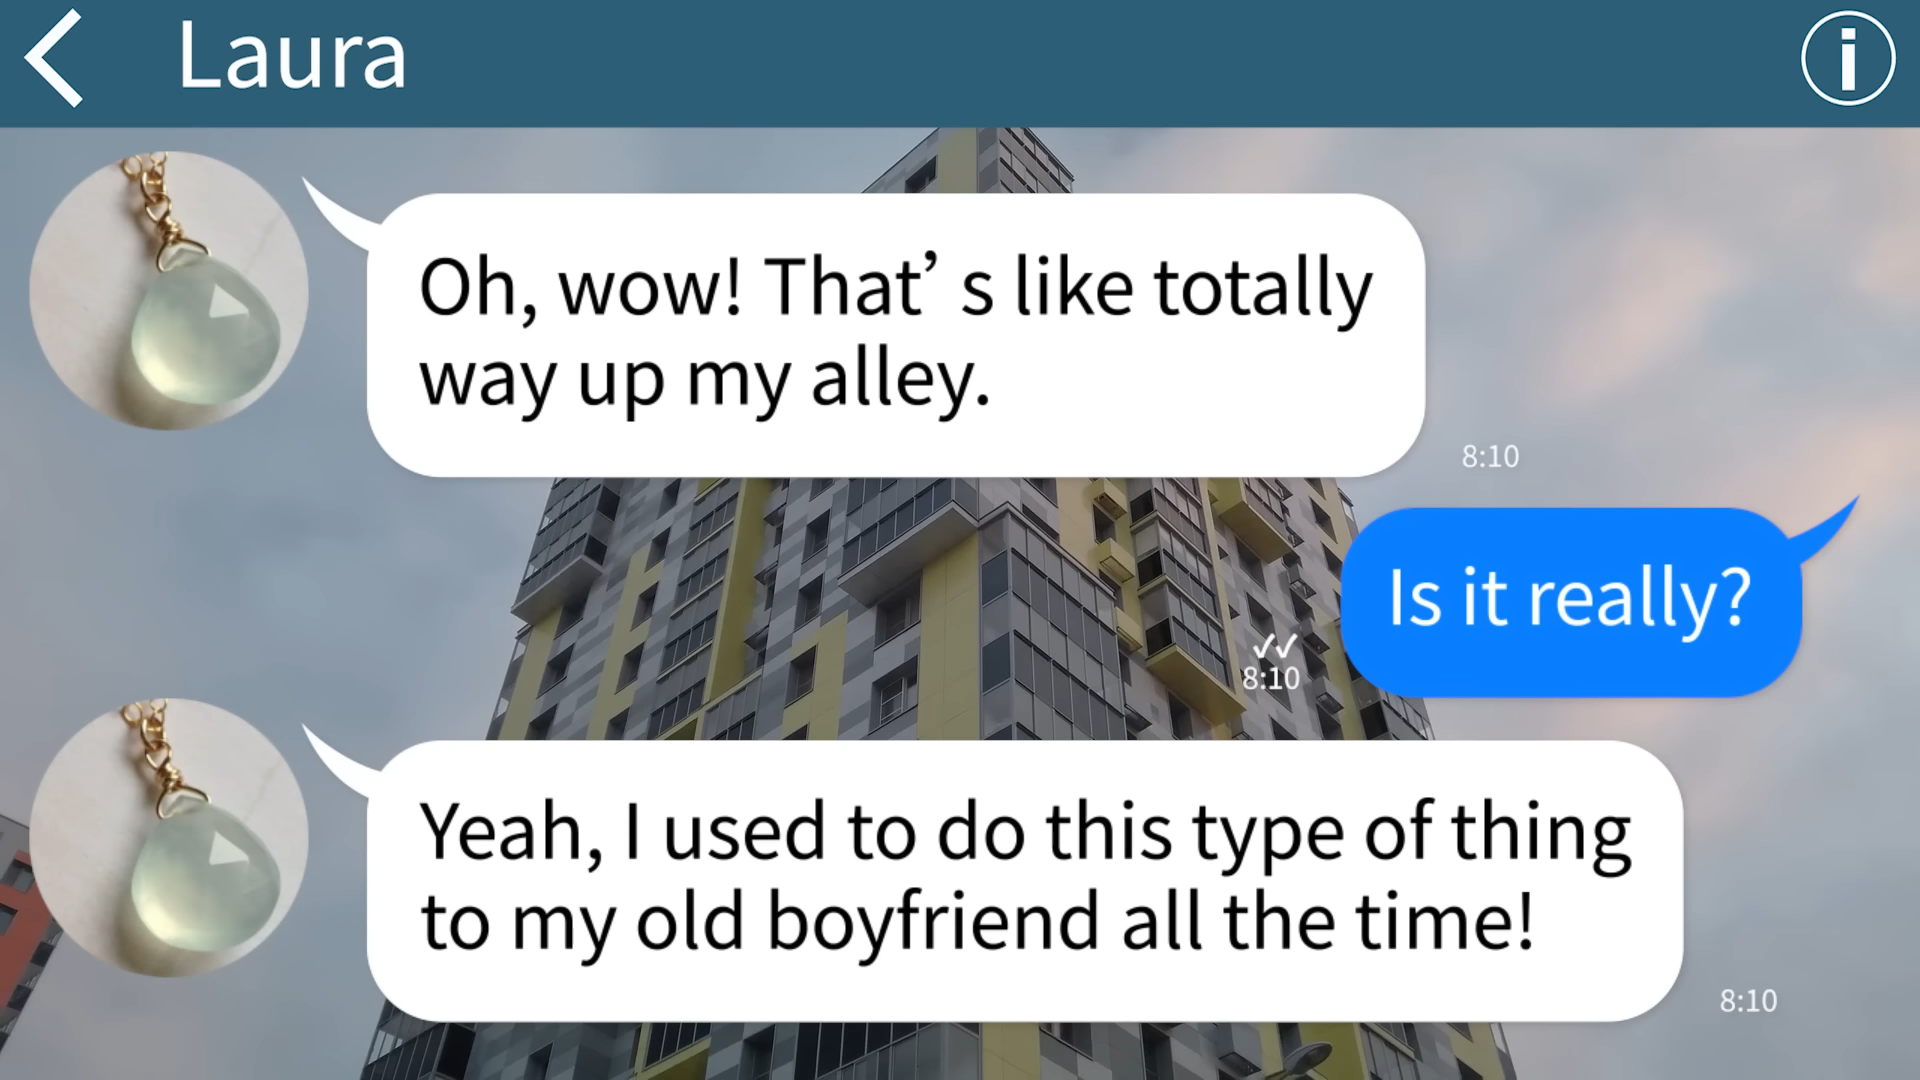 Laura
Oh, wow! That’s like totally
way up my alley.
8:10
Is it really?
8:10
Yeah, I used to do this type of thing
to my old boyfriend all the time!
8:10